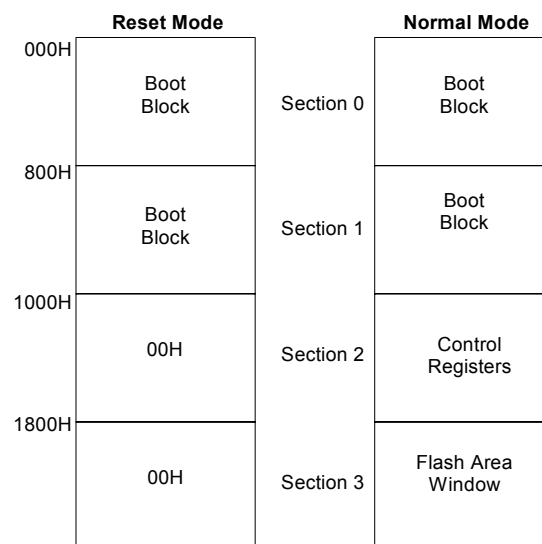 Reset Mode
Normal Mode
000H
Boot
Block
Section 0
Boot
Block
800H
Boot
Block
Section 1
Boot
Block
1000H
00H
Section 2
Control
Registers
1800H
00H
Section 3
Flash Area
Window